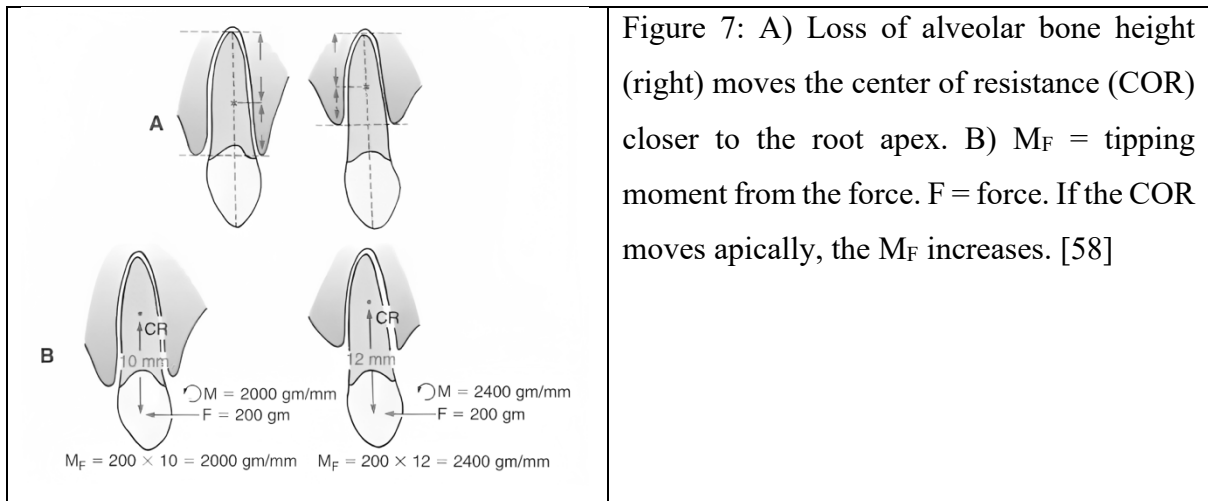 A
B
CR
10 mm
M = 2000 gm/mm
F = 200 gm
M_F = 200 × 10 = 2000 gm/mm
CR
12 mm
M = 2400 gm/mm
F = 200 gm
M_F = 200 × 12 = 2400 gm/mm
Figure 7: A) Loss of alveolar bone height
(right) moves the center of resistance (COR)
closer to the root apex. B) M_F = tipping
moment from the force. F = force. If the COR
moves apically, the M_F increases. [58]